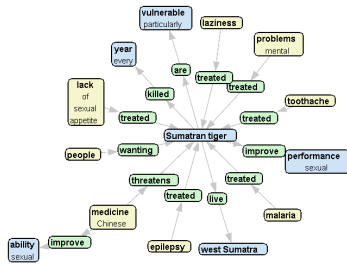 vulnerable
particularly
laziness
problems
mental
year
every
are
treated
treated
killed
lack
of
sexual
appetite
treated
treated
toothache
Sumatran tiger
people
wanting
improve
performance
sexual
threatens
treated
treated
live
medicine
Chinese
malaria
ability
sexual
improve
epilepsy
west Sumatra